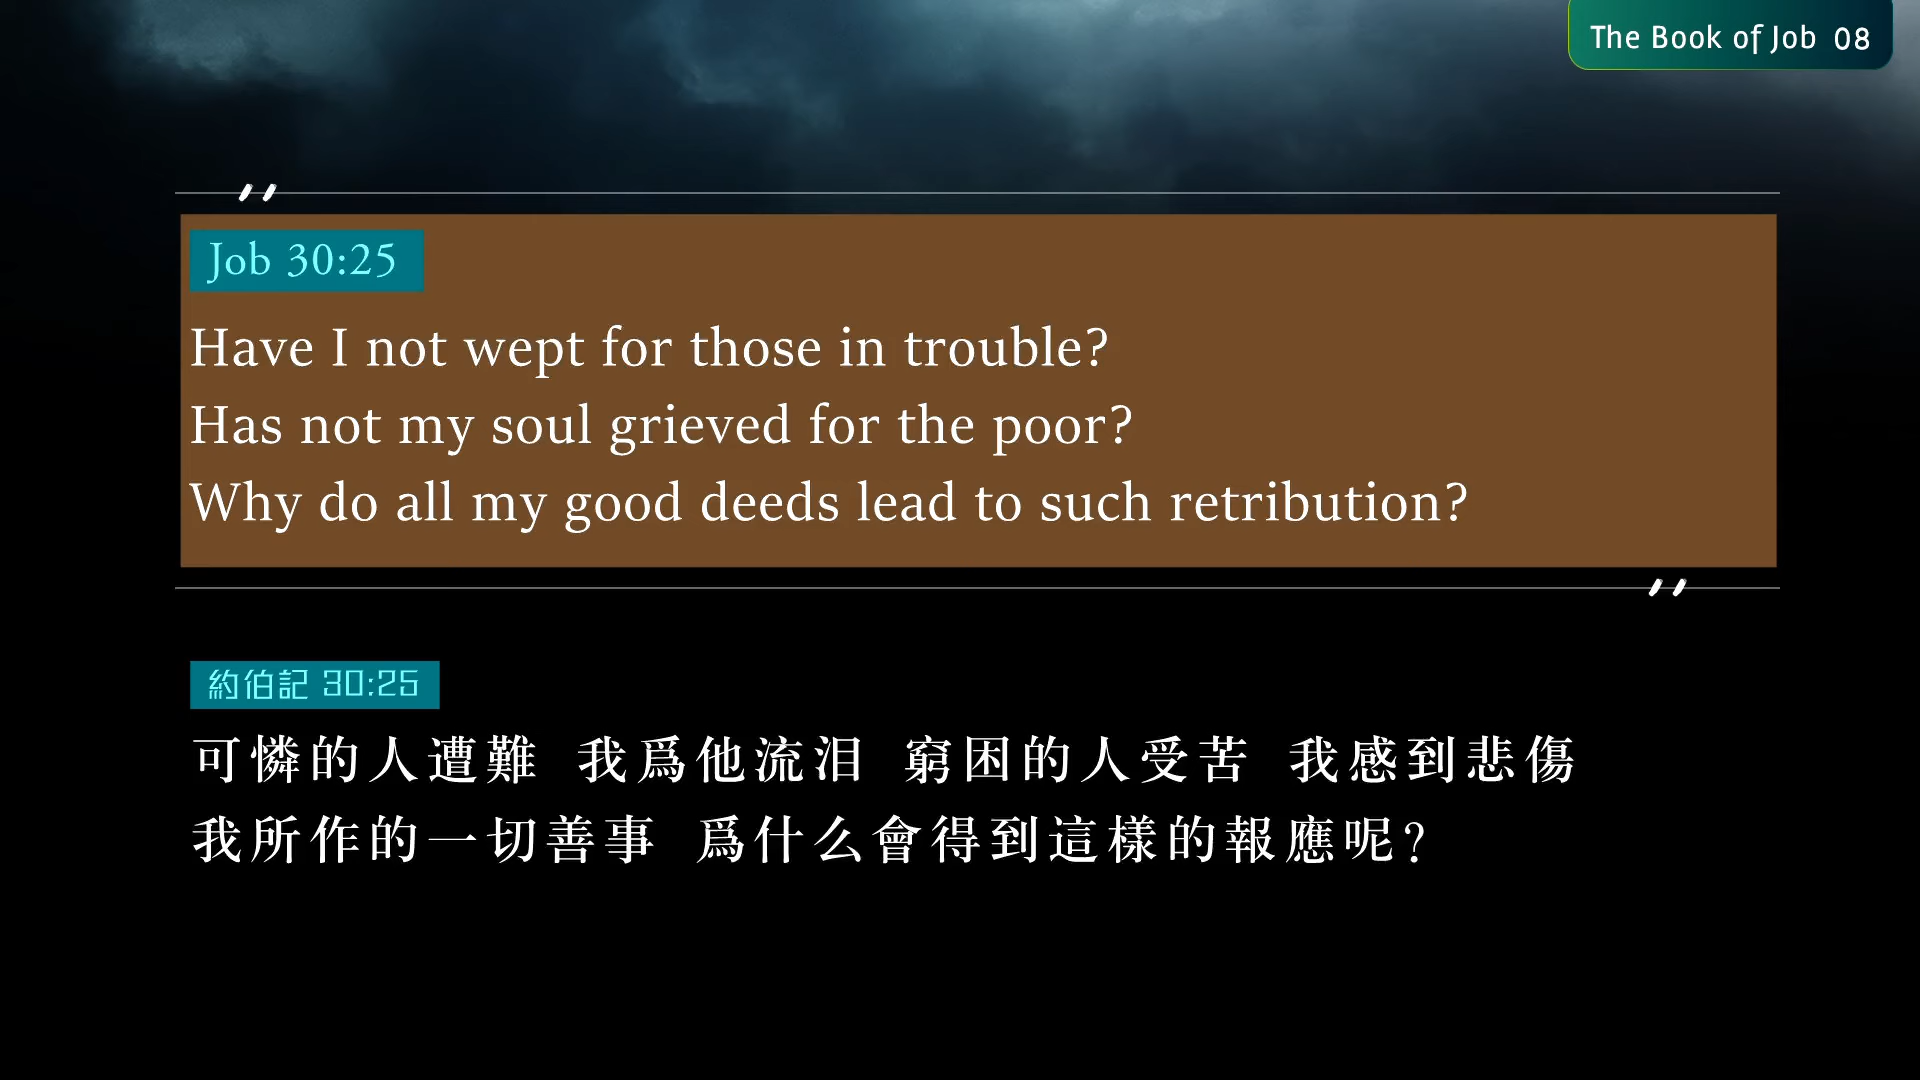 The Book of Job 08
Job 30:25
Have I not wept for those in trouble?
Has not my soul grieved for the poor?
Why do all my good deeds lead to such retribution?
約伯記 30:25
可憐的人遭難 我爲他流泪 窮困的人受苦 我感到悲傷
我所作的一切善事 爲什么會得到這樣的報應呢?